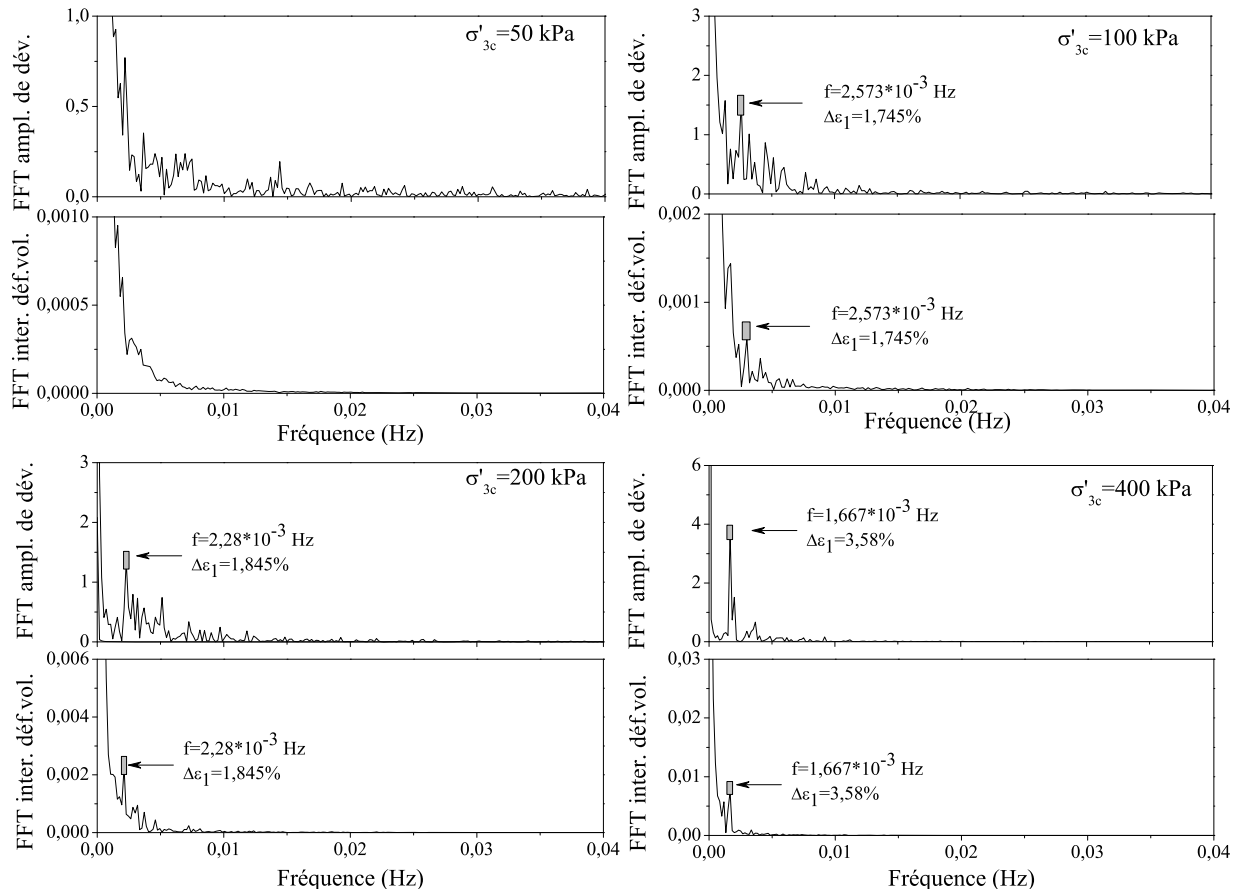 σ'3c=50 kPa
FFT ampl. de dév.
1,0
0,5
0,0
FFT inter. déf.vol.
0,0010
0,0005
0,0000
0,00 0,01 0,02 0,03 0,04
Fréquence (Hz)
σ'3c=100 kPa
FFT ampl. de dév.
3
2
1
0
f=2,573*10-3 Hz
Δε1=1,745%
FFT inter. déf.vol.
0,002
0,001
0,000
f=2,573*10-3 Hz
Δε1=1,745%
0,00 0,01 0,02 0,03 0,04
Fréquence (Hz)
σ'3c=200 kPa
FFT ampl. de dév.
3
2
1
0
f=2,28*10-3 Hz
Δε1=1,845%
FFT inter. déf.vol.
0,006
0,004
0,002
0,000
f=2,28*10-3 Hz
Δε1=1,845%
0,00 0,01 0,02 0,03 0,04
Fréquence (Hz)
σ'3c=400 kPa
FFT ampl. de dév.
6
4
2
0
f=1,667*10-3 Hz
Δε1=3,58%
FFT inter. déf.vol.
0,03
0,02
0,01
0,00
f=1,667*10-3 Hz
Δε1=3,58%
0,00 0,01 0,02 0,03 0,04
Fréquence (Hz)